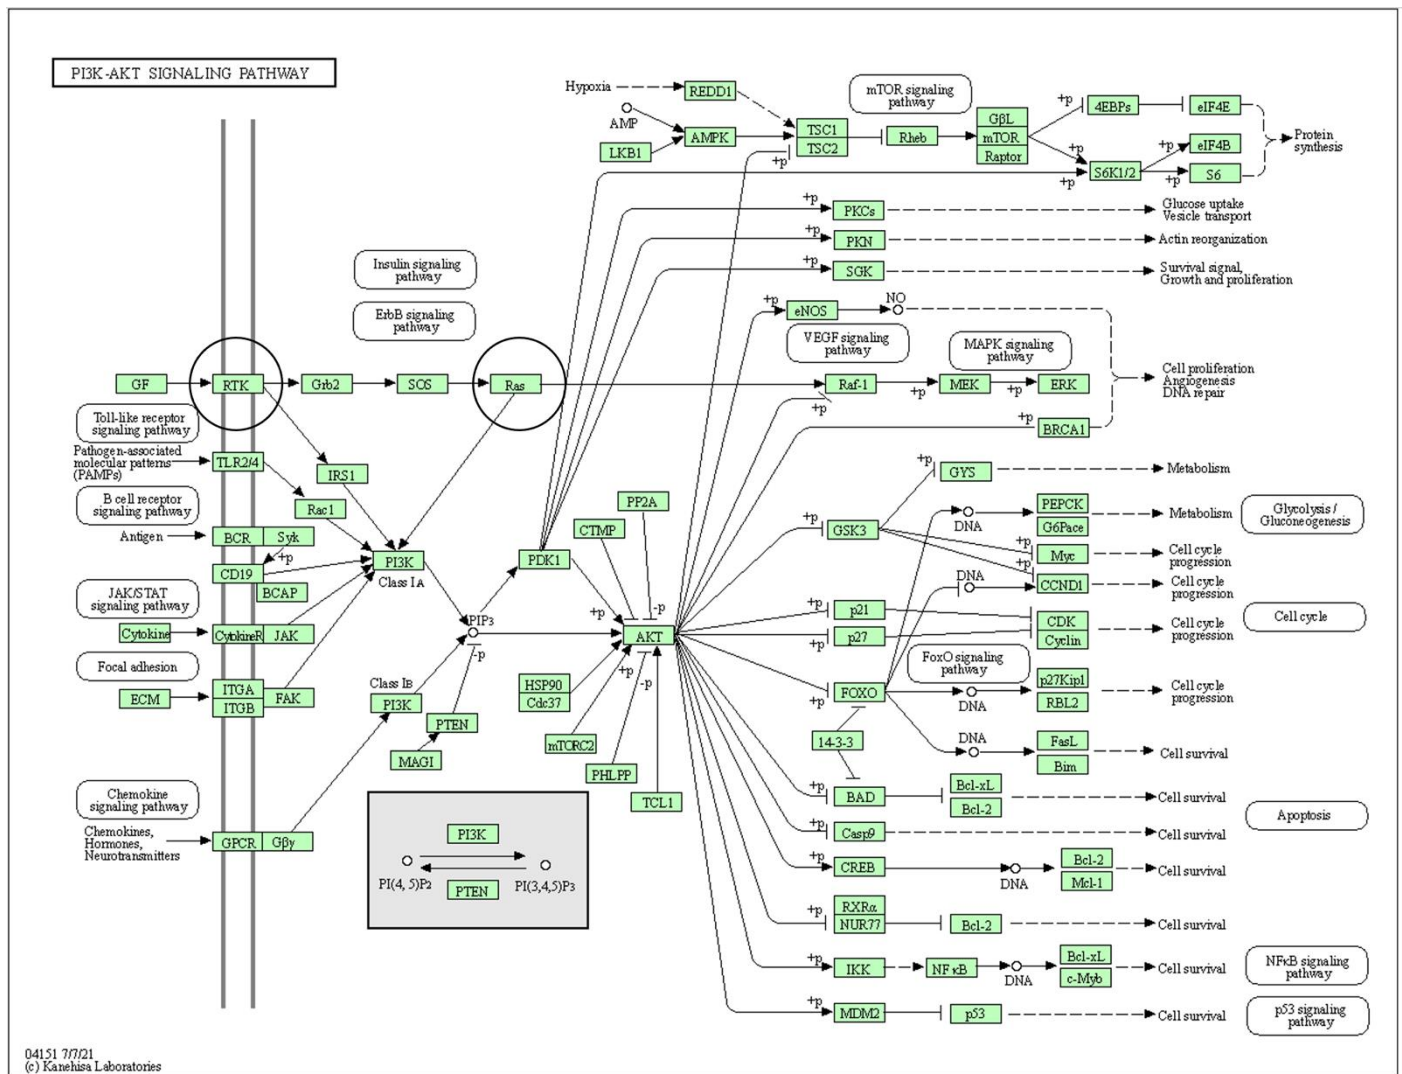 PI3K-AKT SIGNALING PATHWAY
Hypoxia
REDD1
mTOR signaling
pathway
AMP
LKB1
AMPK
TSC1
TSC2
+p
Rheb
GβL
mTOR
Raptor
+p
4EBPs
eIF4E
+p
S6K1/2
+p
+p
eIF4B
+p
S6
Protein
synthesis
+p
PKCs
Glucose uptake
Vesicle transport
+p
PKN
Actin reorganization
+p
SGK
Survival signal,
Growth and proliferation
Insulin signaling
pathway
ErbB signaling
pathway
+p
eNOS
NO
VEGF signaling
pathway
MAPK signaling
pathway
GF
RTK
Grb2
SOS
Ras
Raf-1
+p
+p
MEK
+p
ERK
+p
BRCA1
Cell proliferation
Angiogenesis
DNA repair
Toll-like receptor
signaling pathway
Pathogen-associated
molecular patterns
(PAMPs)
TLR2/4
IRS1
Rac1
B cell receptor
signaling pathway
Antigen
BCR
Syk
+p
CD19
BCAP
PI3K
Class IA
JAK/STAT
signaling pathway
Cytokine
CytokineR
JAK
Focal adhesion
ECM
ITGA
ITGB
FAK
PIP3
-p
Class IB
PI3K
PTEN
MAGI
Chemokine
signaling pathway
Chemokines,
Hormones,
Neurotransmitters
GPCR
Gβγ
PDK1
PP2A
CTMP
+p
-p
AKT
HSP90
Cdc37
+p
-p
mTORC2
PHLPP
TCL1
PI3K
PI(4, 5)P2
PI(3,4,5)P3
PTEN
+p
GYS
Metabolism
+p
GSK3
DNA
PEPCK
G6Pace
Metabolism
Glycolysis /
Gluconeogenesis
+p
Myc
Cell cycle
progression
+p
DNA
CCND1
Cell cycle
progression
+p
p21
+p
p27
CDK
Cyclin
Cell cycle
progression
Cell cycle
FoxO signaling
pathway
+p
FOXO
DNA
p27Kip1
RBL2
Cell cycle
progression
14-3-3
DNA
FasL
Bim
Cell survival
+p
BAD
Bcl-xL
Bcl-2
Cell survival
Apoptosis
+p
Casp9
Cell survival
+p
CREB
DNA
Bcl-2
Mcl-1
Cell survival
+p
RXRα
NUR77
Bcl-2
Cell survival
+p
IKK
NFκB
DNA
Bcl-xL
c-Myb
Cell survival
NFκB signaling
pathway
+p
MDM2
p53
Cell survival
p53 signaling
pathway
04151 7/7/21
(c) Kanehisa Laboratories